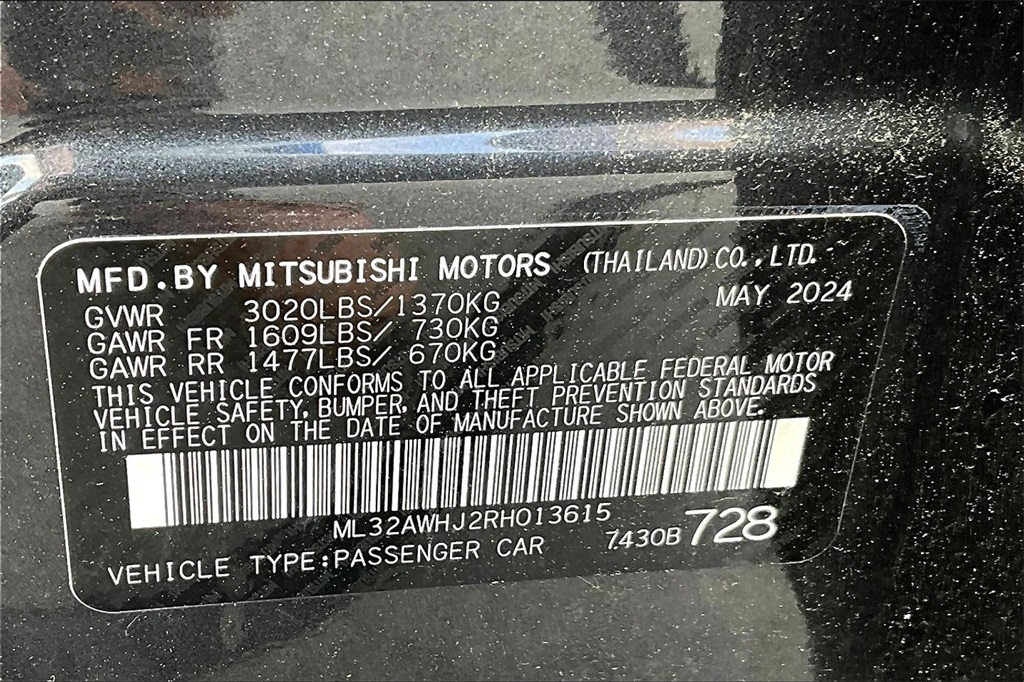 MFD.BY MITSUBISHI MOTORS (THAILAND) CO.,LTD.
GVWR 3020LBS/1370KG MAY 2024
GAWR FR 1609LBS/ 730KG
GAWR RR 1477LBS/ 670KG
THIS VEHICLE CONFORMS TO ALL APPLICABLE FEDERAL MOTOR
VEHICLE SAFETY, BUMPER, AND THEFT PREVENTION STANDARDS
IN EFFECT ON THE DATE OF MANUFACTURE SHOWN ABOVE.
ML32AWHJ2RH013615 7.430B 728
VEHICLE TYPE:PASSENGER CAR